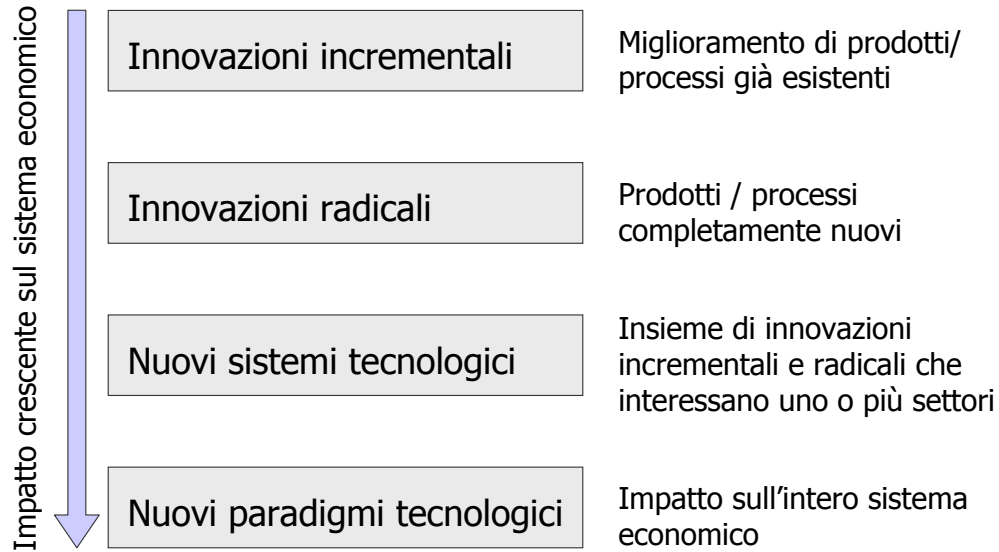 Impatto crescente sul sistema economico
Innovazioni incrementali
Miglioramento di prodotti/
processi già esistenti
Innovazioni radicali
Prodotti / processi
completamente nuovi
Nuovi sistemi tecnologici
Insieme di innovazioni
incrementali e radicali che
interessano uno o più settori
Nuovi paradigmi tecnologici
Impatto sull’intero sistema
economico